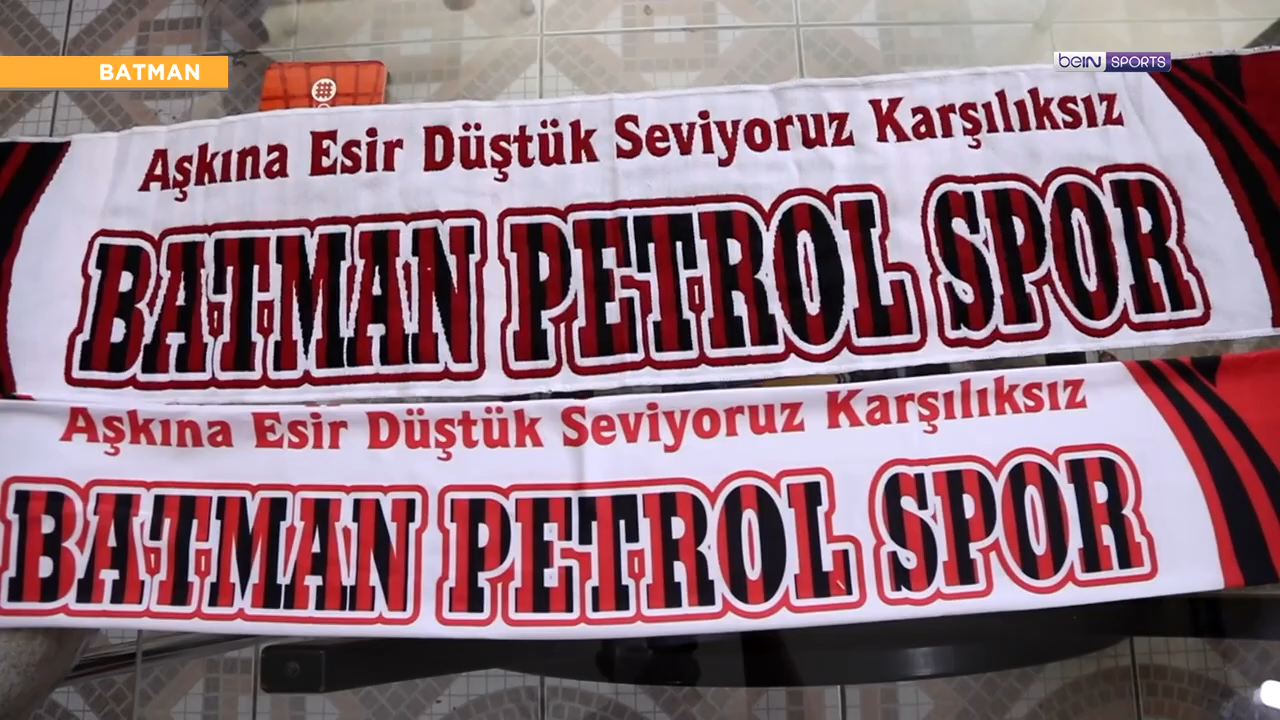 BATMAN
beIN SPORTS
Aşkına Esir Düştük Seviyoruz Karşılıksız
BATMAN PETROL SPOR
Aşkına Esir Düştük Seviyoruz Karşılıksız
BATMAN PETROL SPOR